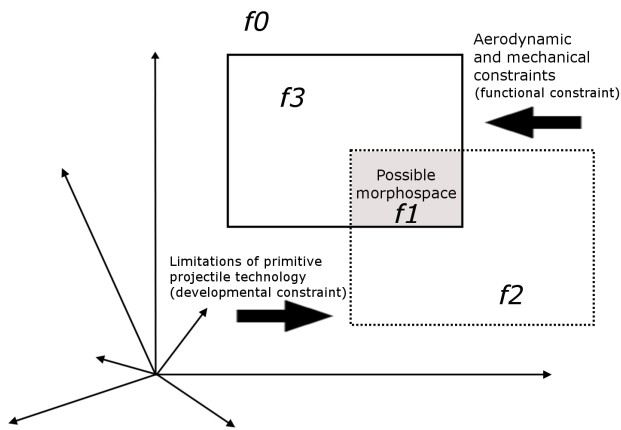 f0
Aerodynamic
and mechanical
constraints
(functional constraint)
f3
Possible
morphospace
f1
Limitations of primitive
projectile technology
(developmental constraint)
f2